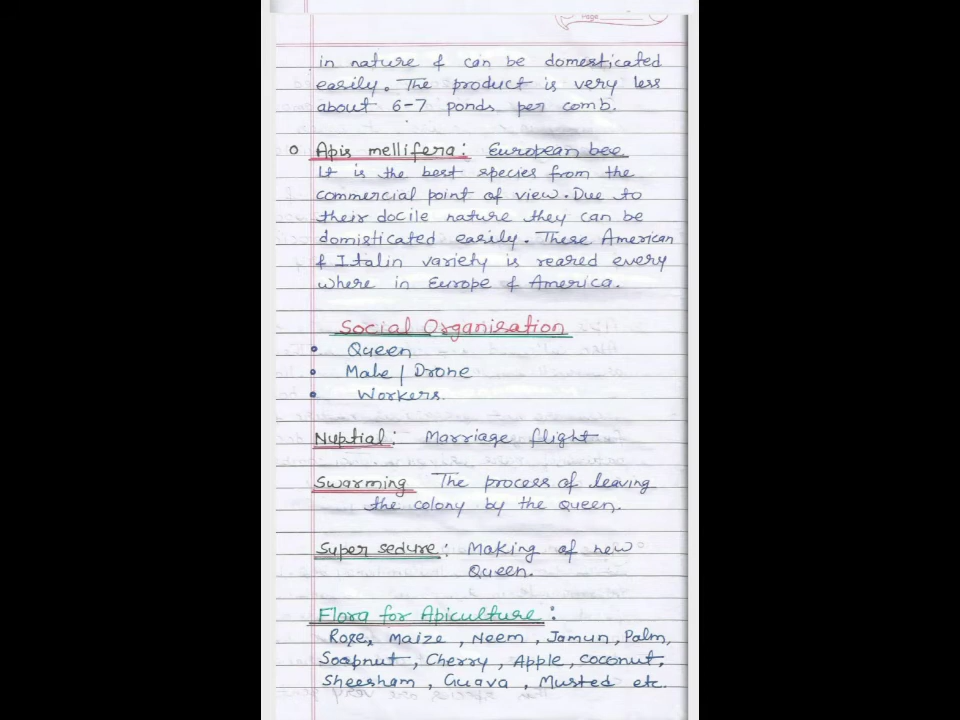 Page
in nature & can be domesticated
easily. The product is very less
about 6-7 ponds per comb.
Apis mellifera: European bee
It is the best species from the
commercial point of view. Due to
their docile nature they can be
domisticated easily. These American
& Italin variety is reared every
where in Europe & America.
Social Organisation
• Queen
• Male / Drone
• Workers.
Nuptial: Marriage flight
Swarming The process of leaving
the colony by the Queen.
Super sedure: Making of new
Queen.
Flora for Apiculture:
Roze, Maize, Neem, Jamun, Palm,
Soapnut, Cherry, Apple, coconut,
Sheesham, Guava, Musted etc.